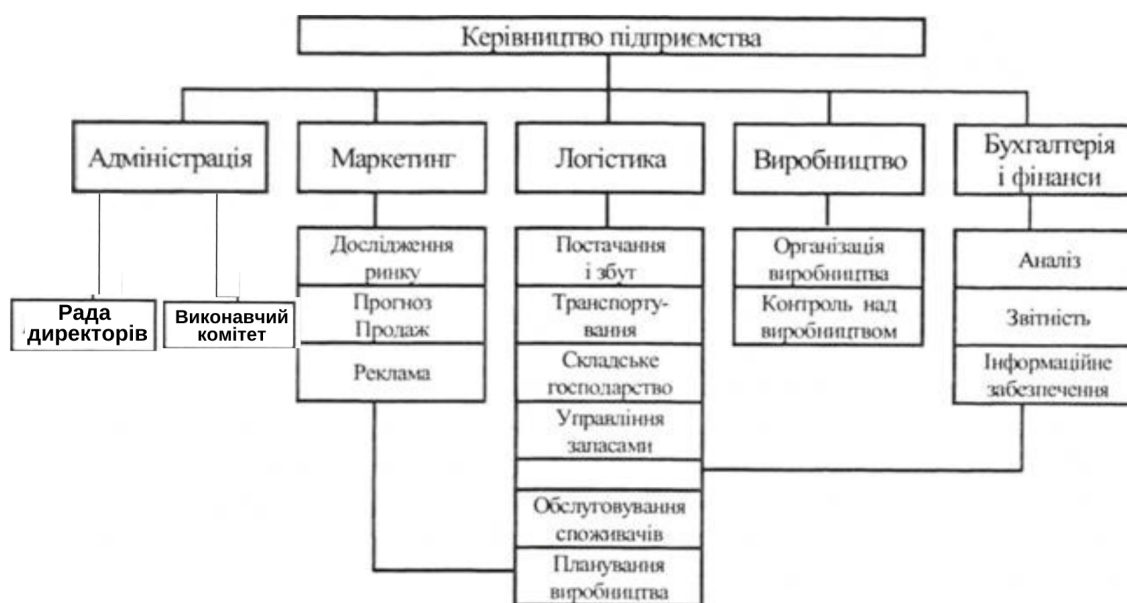 Керівництво підприємства
Адміністрація
Маркетинг
Логістика
Виробництво
Бухгалтерія
і фінанси
Рада
директорів
Виконавчий
комітет
Дослідження
ринку
Прогноз
Продаж
Реклама
Постачання
і збут
Транспорту-
вання
Складське
господарство
Управління
запасами
Обслуговування
споживачів
Планування
виробництва
Організація
виробництва
Контроль над
виробництвом
Аналіз
Звітність
Інформаційне
забезпечення